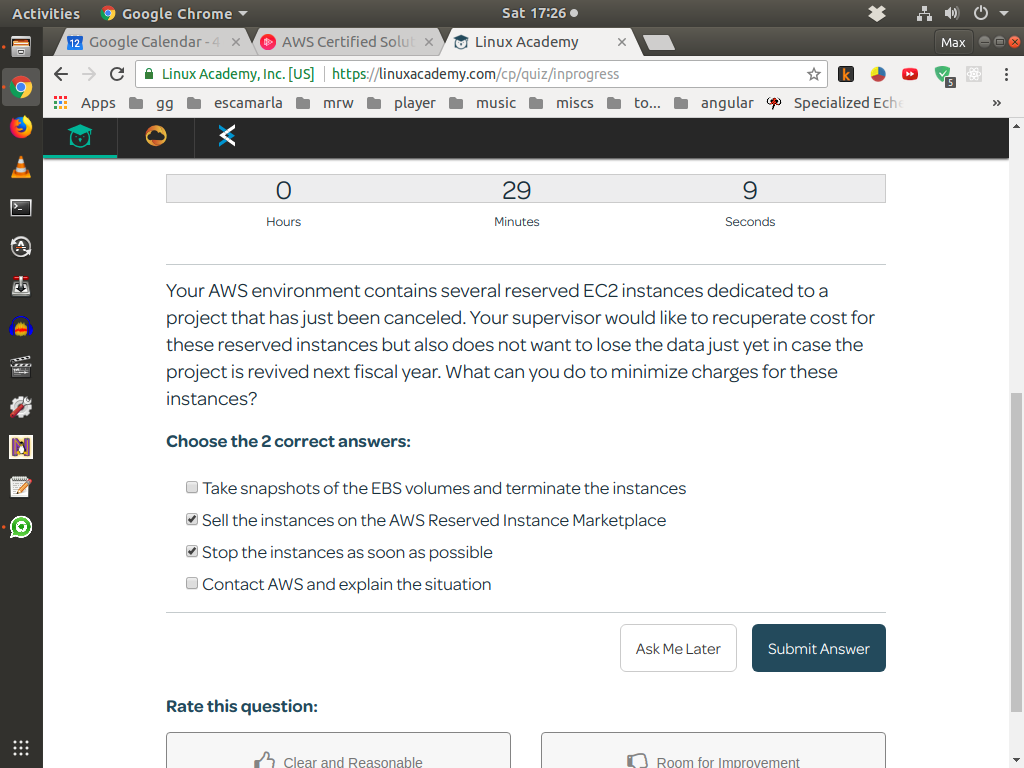 Activities Google Chrome Sat 17:26
Google Calendar - 4 AWS Certified Solut Linux Academy Max
Linux Academy, Inc. [US] https://linuxacademy.com/cp/quiz/inprogress 5
Apps gg escamarla mrw player music miscs to... angular Specialized Eche »
0 29 9
Hours Minutes Seconds
Your AWS environment contains several reserved EC2 instances dedicated to a
project that has just been canceled. Your supervisor would like to recuperate cost for
these reserved instances but also does not want to lose the data just yet in case the
project is revived next fiscal year. What can you do to minimize charges for these
instances?
Choose the 2 correct answers:
Take snapshots of the EBS volumes and terminate the instances
Sell the instances on the AWS Reserved Instance Marketplace
Stop the instances as soon as possible
Contact AWS and explain the situation
Ask Me Later Submit Answer
Rate this question:
Clear and Reasonable Room for Improvement